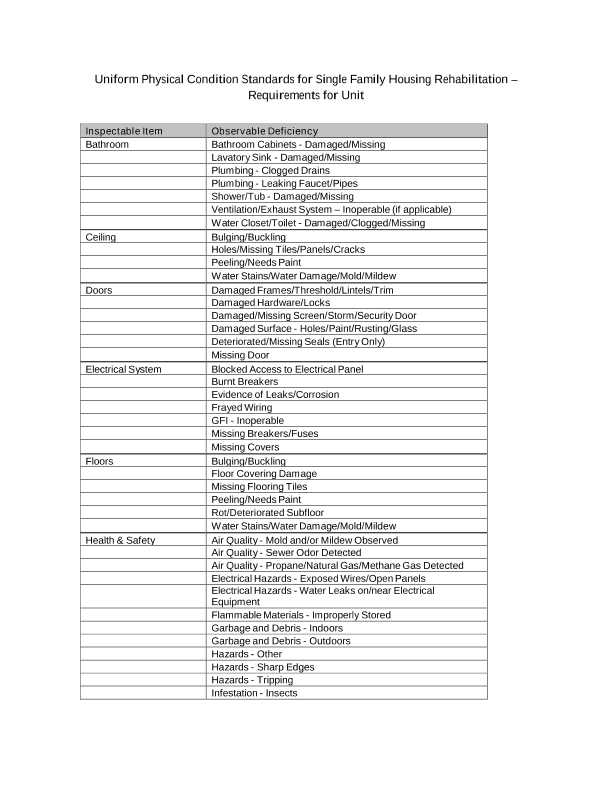 Uniform Physical Condition Standards for Single Family Housing Rehabilitation –
Requirements for Unit
Inspectable Item Observable Deficiency
Bathroom Bathroom Cabinets - Damaged/Missing
Lavatory Sink - Damaged/Missing
Plumbing - Clogged Drains
Plumbing - Leaking Faucet/Pipes
Shower/Tub - Damaged/Missing
Ventilation/Exhaust System – Inoperable (if applicable)
Water Closet/Toilet - Damaged/Clogged/Missing
Ceiling Bulging/Buckling
Holes/Missing Tiles/Panels/Cracks
Peeling/Needs Paint
Water Stains/Water Damage/Mold/Mildew
Doors Damaged Frames/Threshold/Lintels/Trim
Damaged Hardware/Locks
Damaged/Missing Screen/Storm/Security Door
Damaged Surface - Holes/Paint/Rusting/Glass
Deteriorated/Missing Seals (Entry Only)
Missing Door
Electrical System Blocked Access to Electrical Panel
Burnt Breakers
Evidence of Leaks/Corrosion
Frayed Wiring
GFI - Inoperable
Missing Breakers/Fuses
Missing Covers
Floors Bulging/Buckling
Floor Covering Damage
Missing Flooring Tiles
Peeling/Needs Paint
Rot/Deteriorated Subfloor
Water Stains/Water Damage/Mold/Mildew
Health & Safety Air Quality - Mold and/or Mildew Observed
Air Quality - Sewer Odor Detected
Air Quality - Propane/Natural Gas/Methane Gas Detected
Electrical Hazards - Exposed Wires/Open Panels
Electrical Hazards - Water Leaks on/near Electrical
Equipment
Flammable Materials - Improperly Stored
Garbage and Debris - Indoors
Garbage and Debris - Outdoors
Hazards - Other
Hazards - Sharp Edges
Hazards - Tripping
Infestation - Insects